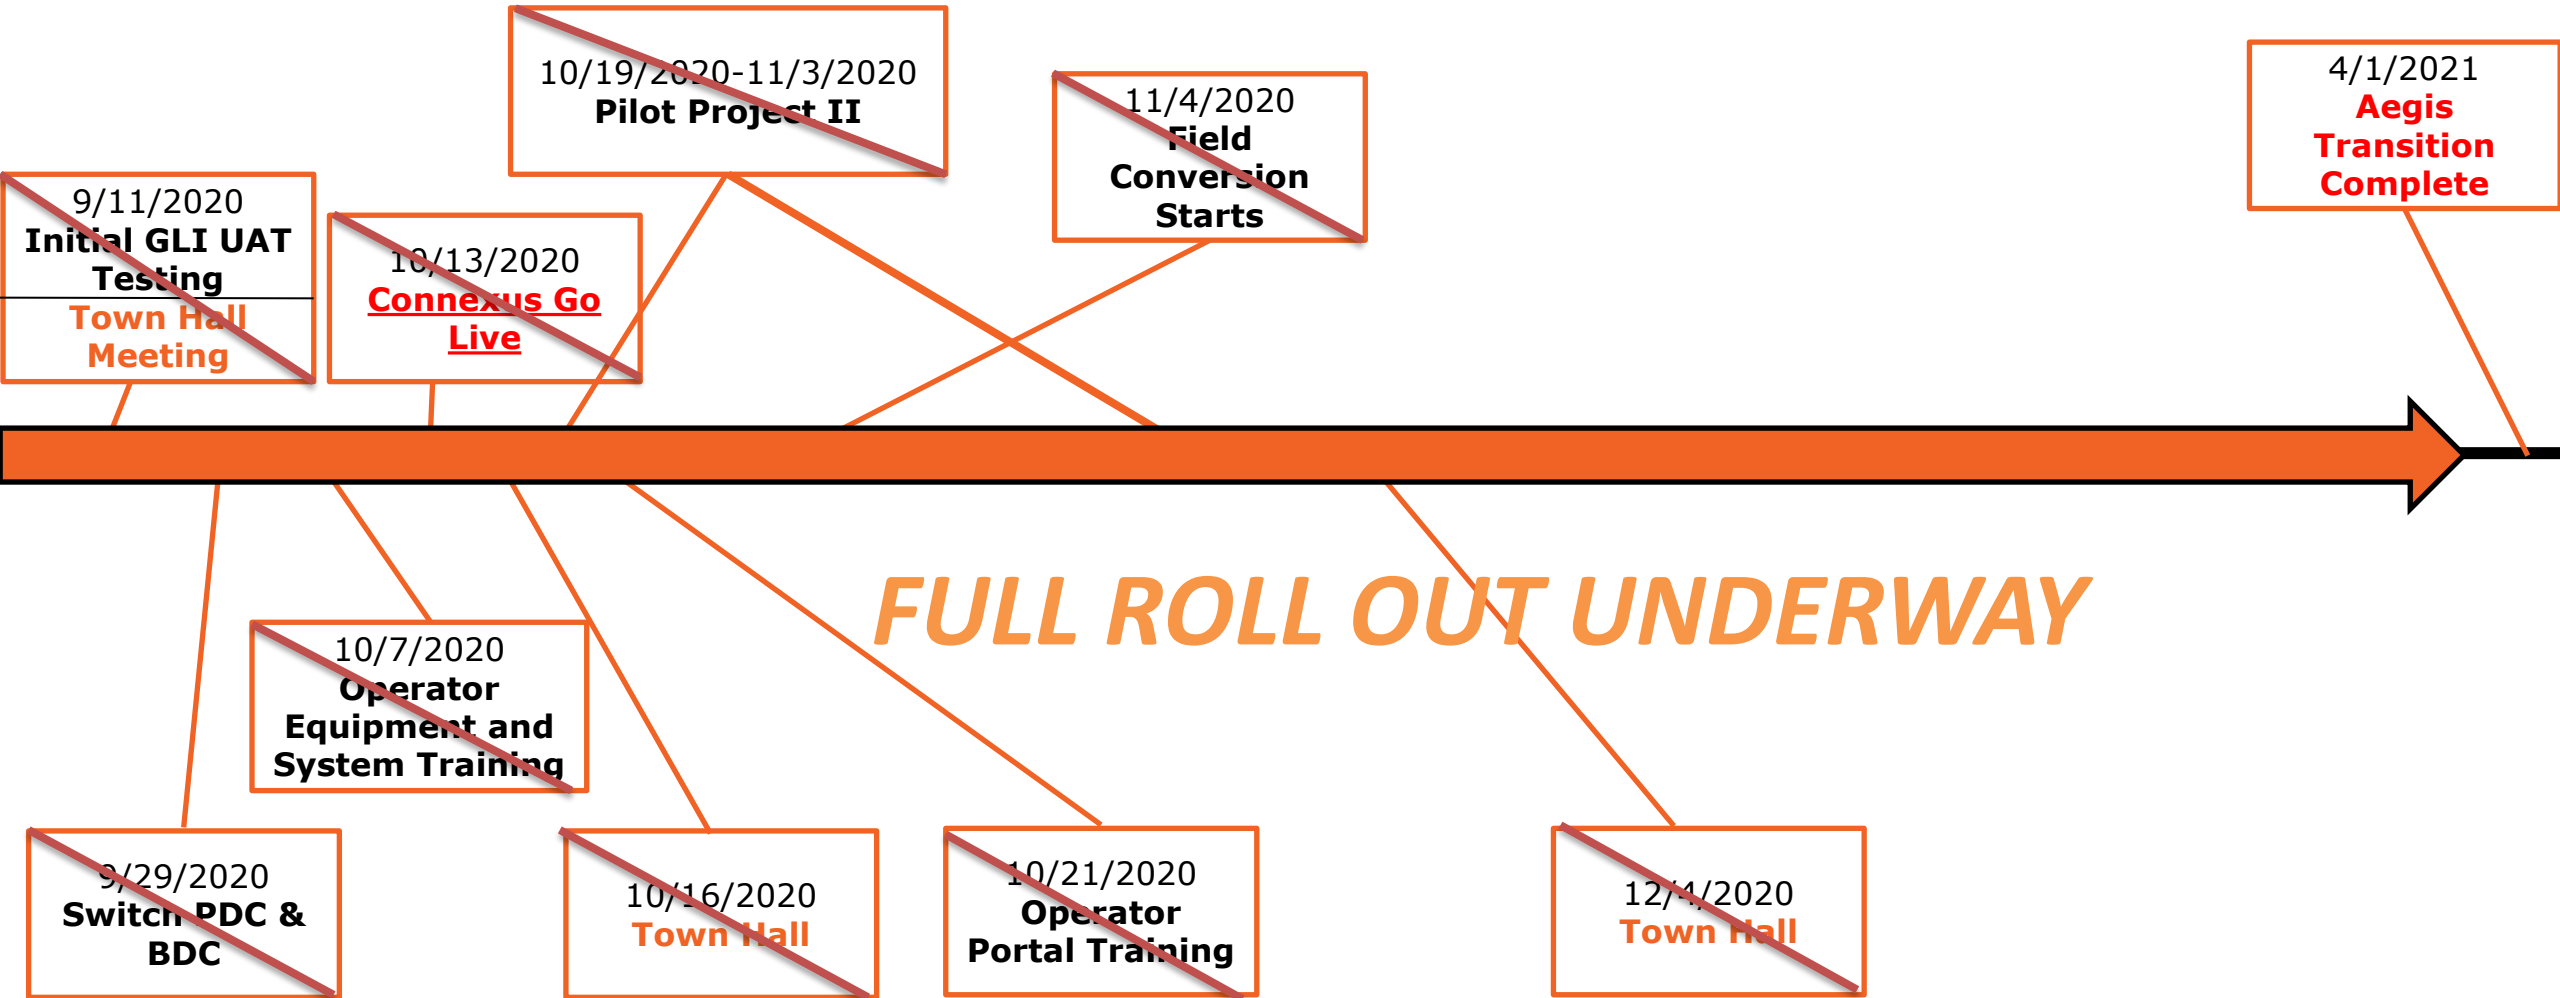 10/19/2020-11/3/2020
Pilot Project II
4/1/2021
Aegis
Transition
Complete
11/4/2020
Field
Conversion
Starts
9/11/2020
Initial GLI UAT
Testing
Town Hall
Meeting
10/13/2020
Connexus Go
Live
FULL ROLL OUT UNDERWAY
10/7/2020
Operator
Equipment and
System Training
9/29/2020
Switch PDC &
BDC
10/16/2020
Town Hall
10/21/2020
Operator
Portal Training
12/4/2020
Town Hall